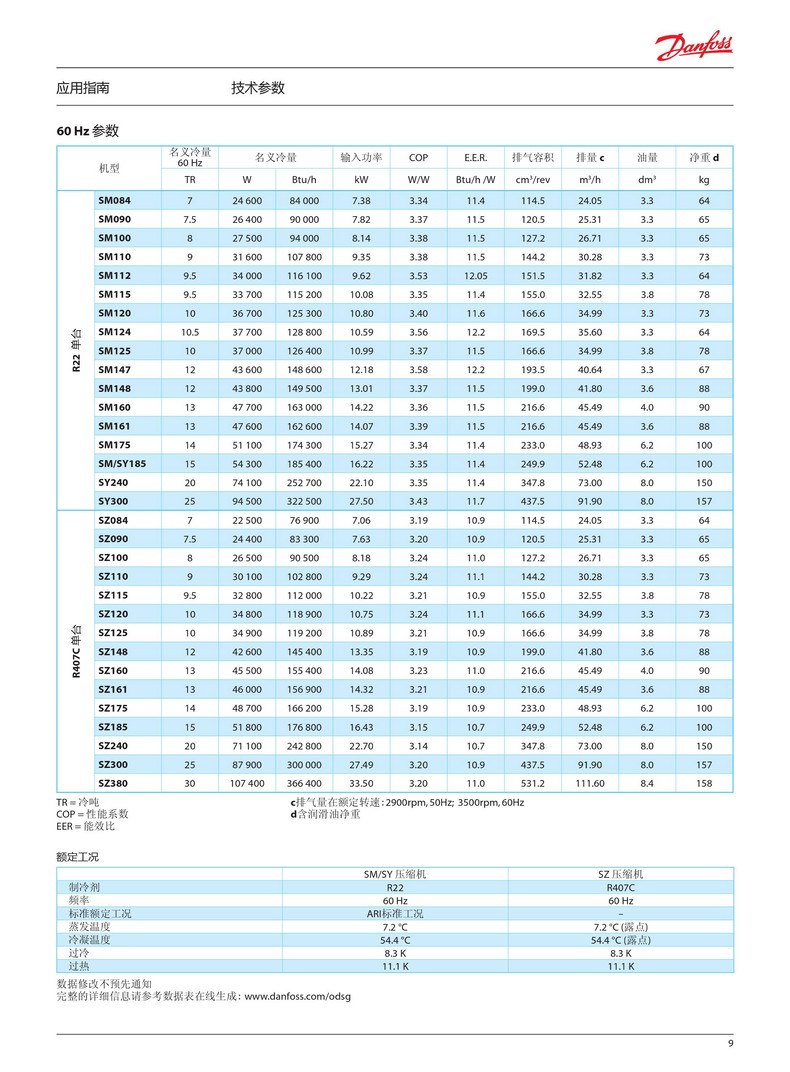 Danfoss
应用指南 技术参数
60 Hz 参数
机型 名义冷量 60 Hz 名义冷量 输入功率 COP E.E.R. 排气容积 排量 c 油量 净重 d
TR W Btu/h kW W/W Btu/h /W cm³/rev m³/h dm³ kg
R22 单台
SM084 7 24 600 84 000 7.38 3.34 11.4 114.5 24.05 3.3 64
SM090 7.5 26 400 90 000 7.82 3.37 11.5 120.5 25.31 3.3 65
SM100 8 27 500 94 000 8.14 3.38 11.5 127.2 26.71 3.3 65
SM110 9 31 600 107 800 9.35 3.38 11.5 144.2 30.28 3.3 73
SM112 9.5 34 000 116 100 9.62 3.53 12.05 151.5 31.82 3.3 64
SM115 9.5 33 700 115 200 10.08 3.35 11.4 155.0 32.55 3.8 78
SM120 10 36 700 125 300 10.80 3.40 11.6 166.6 34.99 3.3 73
SM124 10.5 37 700 128 800 10.59 3.56 12.2 169.5 35.60 3.3 64
SM125 10 37 000 126 400 10.99 3.37 11.5 166.6 34.99 3.8 78
SM147 12 43 600 148 600 12.18 3.58 12.2 193.5 40.64 3.3 67
SM148 12 43 800 149 500 13.01 3.37 11.5 199.0 41.80 3.6 88
SM160 13 47 700 163 000 14.22 3.36 11.5 216.6 45.49 4.0 90
SM161 13 47 600 162 600 14.07 3.39 11.5 216.6 45.49 3.6 88
SM175 14 51 100 174 300 15.27 3.34 11.4 233.0 48.93 6.2 100
SM/SY185 15 54 300 185 400 16.22 3.35 11.4 249.9 52.48 6.2 100
SY240 20 74 100 252 700 22.10 3.35 11.4 347.8 73.00 8.0 150
SY300 25 94 500 322 500 27.50 3.43 11.7 437.5 91.90 8.0 157
R407C 单台
SZ084 7 22 500 76 900 7.06 3.19 10.9 114.5 24.05 3.3 64
SZ090 7.5 24 400 83 300 7.63 3.20 10.9 120.5 25.31 3.3 65
SZ100 8 26 500 90 500 8.18 3.24 11.0 127.2 26.71 3.3 65
SZ110 9 30 100 102 800 9.29 3.24 11.1 144.2 30.28 3.3 73
SZ115 9.5 32 800 112 000 10.22 3.21 10.9 155.0 32.55 3.8 78
SZ120 10 34 800 118 900 10.75 3.24 11.1 166.6 34.99 3.3 73
SZ125 10 34 900 119 200 10.89 3.21 10.9 166.6 34.99 3.8 78
SZ148 12 42 600 145 400 13.35 3.19 10.9 199.0 41.80 3.6 88
SZ160 13 45 500 155 400 14.08 3.23 11.0 216.6 45.49 4.0 90
SZ161 13 46 000 156 900 14.32 3.21 10.9 216.6 45.49 3.6 88
SZ175 14 48 700 166 200 15.28 3.19 10.9 233.0 48.93 6.2 100
SZ185 15 51 800 176 800 16.43 3.15 10.7 249.9 52.48 6.2 100
SZ240 20 71 100 242 800 22.70 3.14 10.7 347.8 73.00 8.0 150
SZ300 25 87 900 300 000 27.49 3.20 10.9 437.5 91.90 8.0 157
SZ380 30 107 400 366 400 33.50 3.20 11.0 531.2 111.60 8.4 158
TR = 冷吨 c排气量在额定转速：2900rpm, 50Hz; 3500rpm, 60Hz
COP = 性能系数 d含润滑油净重
EER = 能效比
额定工况
SM/SY 压缩机 SZ 压缩机
制冷剂 R22 R407C
频率 60 Hz 60 Hz
标准额定工况 ARI标准工况 –
蒸发温度 7.2 °C 7.2 °C (露点)
冷凝温度 54.4 °C 54.4 °C (露点)
过冷 8.3 K 8.3 K
过热 11.1 K 11.1 K
数据修改不预先通知
完整的详细信息请参考数据表在线生成：www.danfoss.com/odsg
9